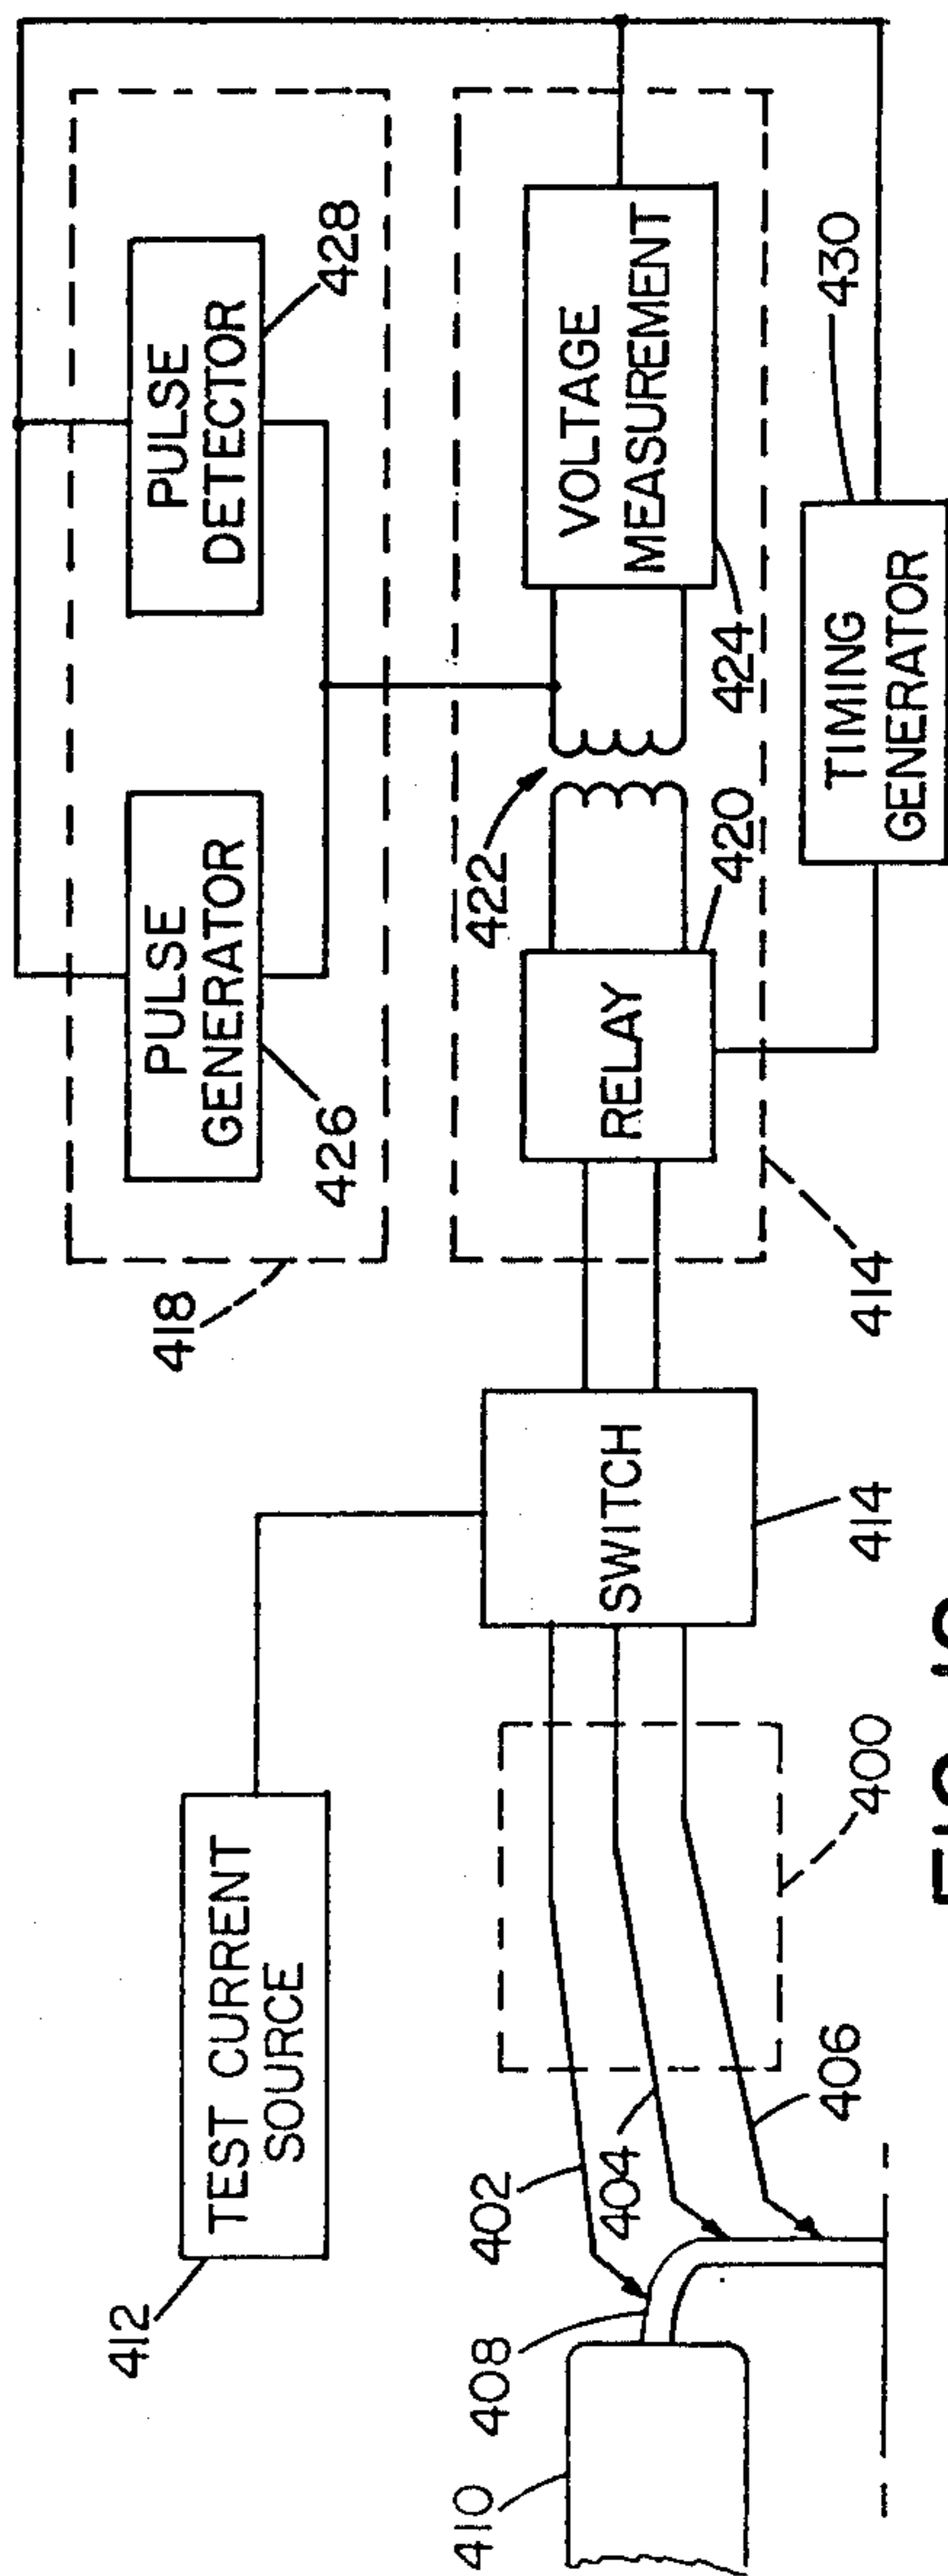 412
TEST CURRENT
SOURCE
418
426
PULSE
GENERATOR
PULSE
DETECTOR
428
410
408
402
404
406
400
SWITCH
414
RELAY
420
422
VOLTAGE
MEASUREMENT
424
414
TIMING
GENERATOR
430
FIG.